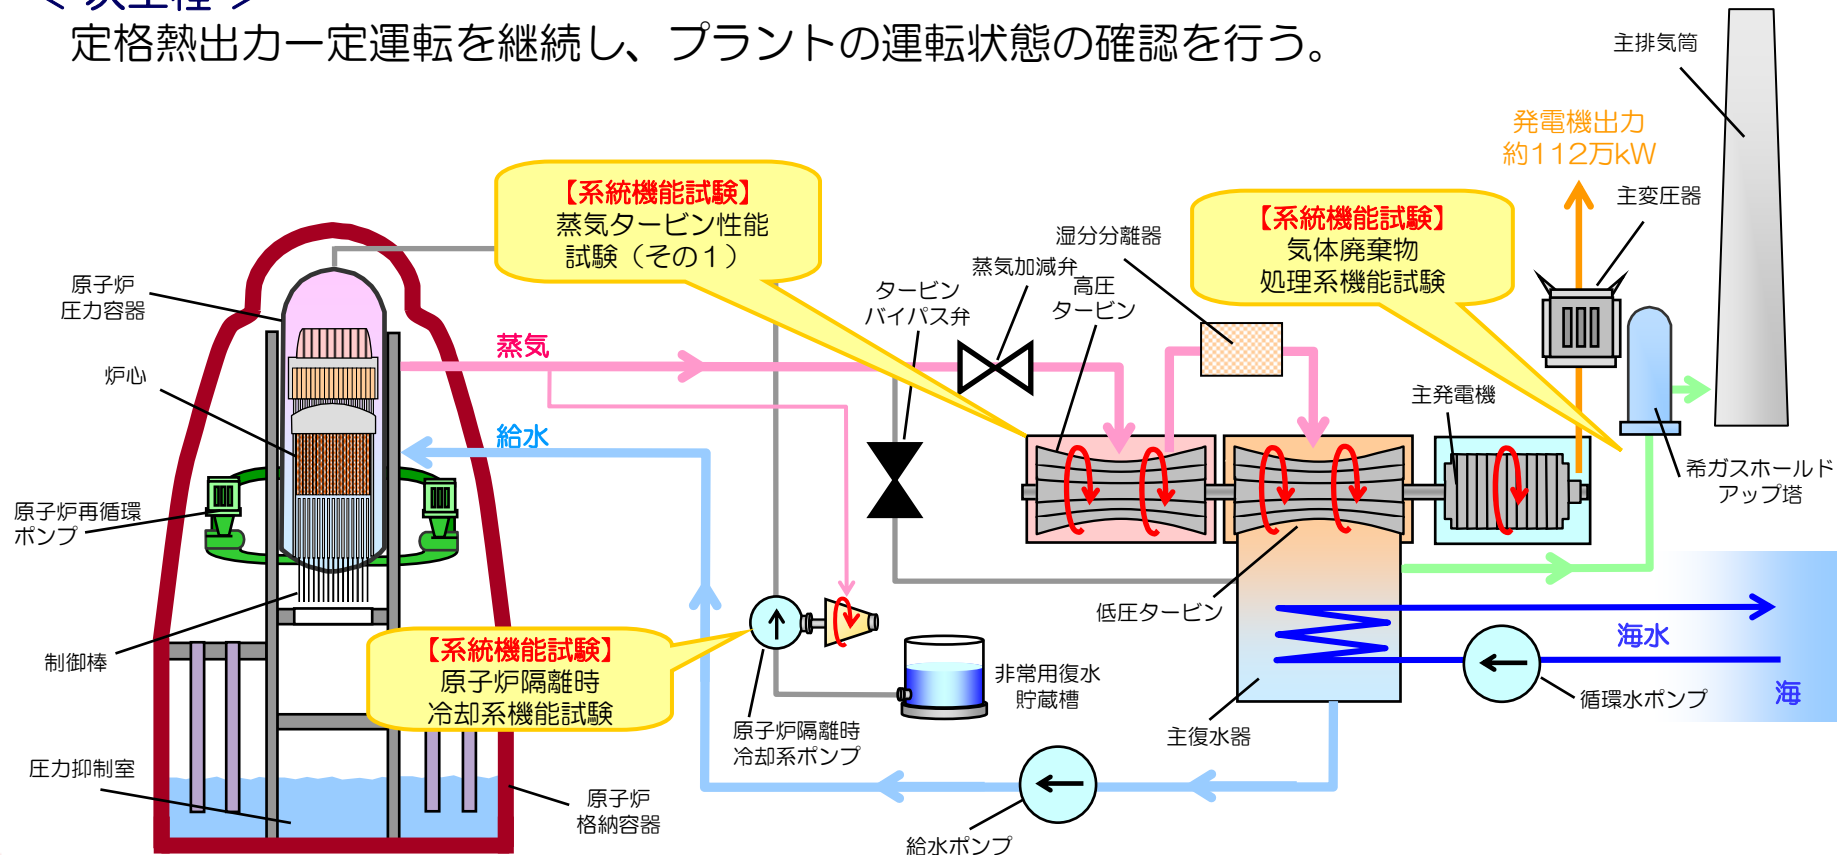 定格熱出力一定運転を継続し、プラントの運転状態の確認を行う。
主排気筒
発電機出力
約112万kW
主変圧器
【系統機能試験】
蒸気タービン性能
試験（その１）
【系統機能試験】
気体廃棄物
処理系機能試験
湿分分離器
蒸気加減弁
高圧
タービン
タービン
バイパス弁
原子炉
圧力容器
蒸気
炉心
主発電機
給水
希ガスホールド
アップ塔
原子炉再循環
ポンプ
低圧タービン
海水
制御棒
【系統機能試験】
原子炉隔離時
冷却系機能試験
非常用復水
貯蔵槽
循環水ポンプ
海
原子炉隔離時
冷却系ポンプ
主復水器
圧力抑制室
原子炉
格納容器
給水ポンプ